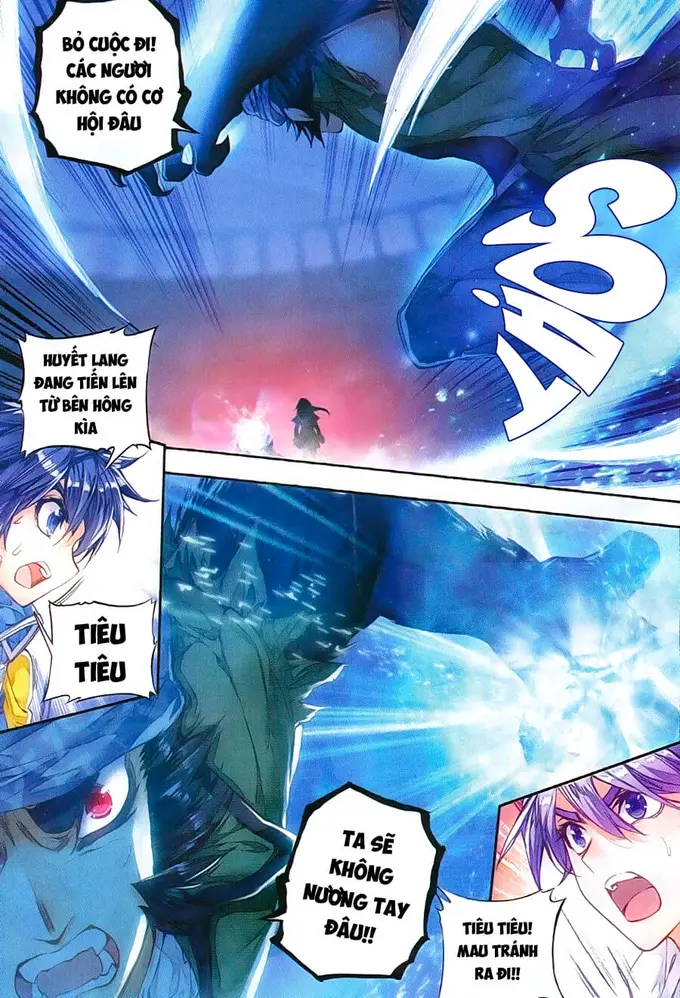 BỎ CUỘC ĐI!
CÁC NGƯƠI
KHÔNG CÓ CƠ
HỘI ĐÂU
SOẠT
HUYẾT LANG
ĐANG TIẾN LÊN
TỪ BÊN HÔNG
KÌA
TIÊU
TIÊU
TA SẼ
KHÔNG
NƯƠNG TAY
ĐÂU!!
TIÊU TIÊU!
MAU TRÁNH
RA ĐI!!